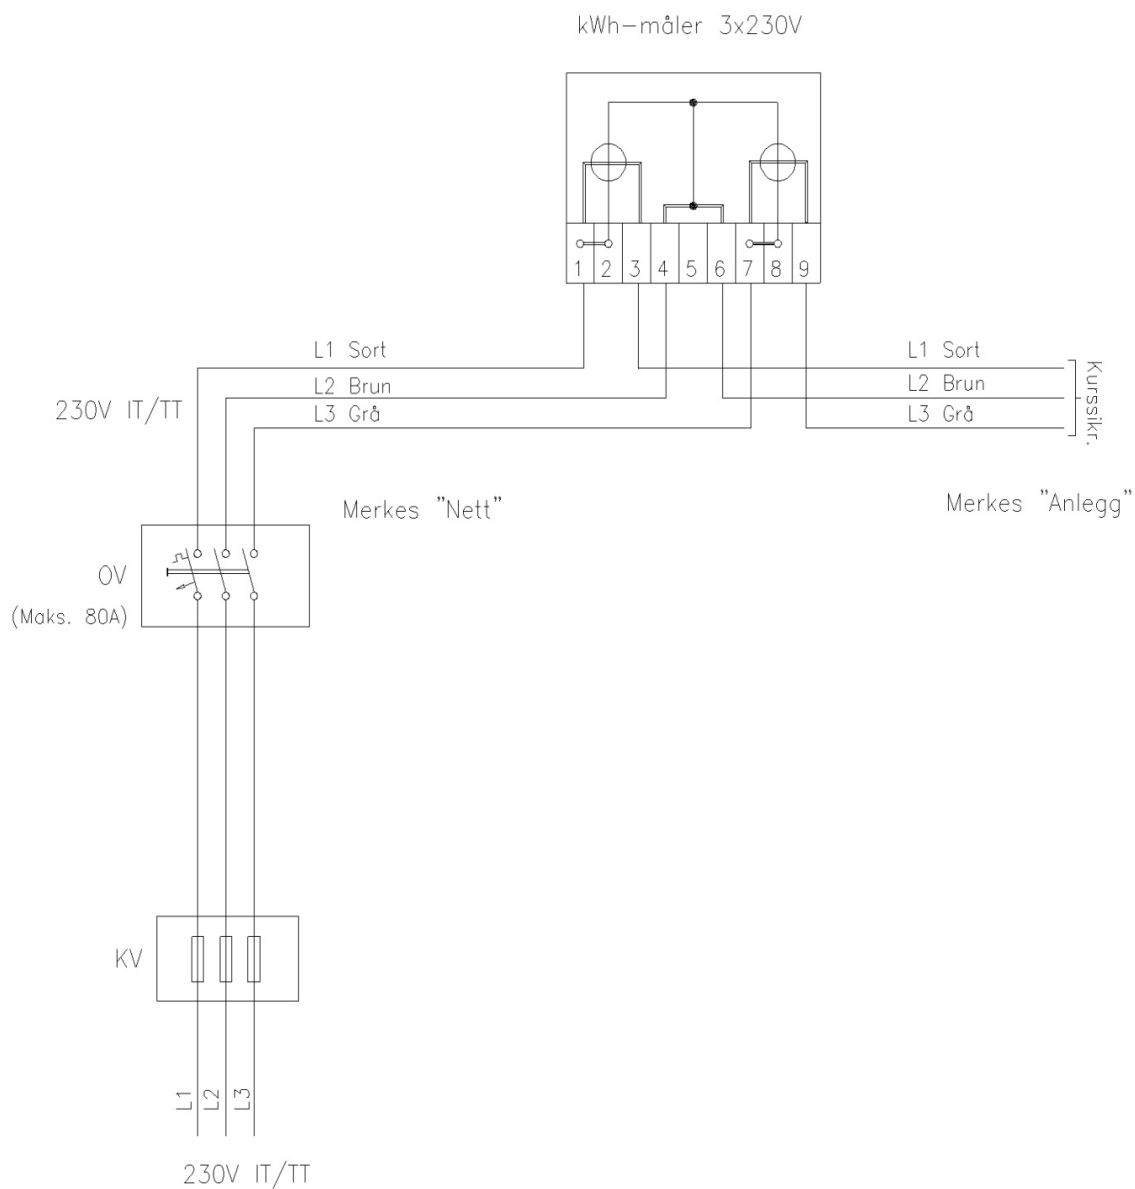 kWh-måler 3x230V
1 2 3 4 5 6 7 8 9
L1 Sort
L1 Sort
L2 Brun
L2 Brun
L3 Grå
L3 Grå
Kurssikr.
230V IT/TT
Merkes "Nett"
Merkes "Anlegg"
OV
(Maks. 80A)
KV
L1
L2
L3
230V IT/TT